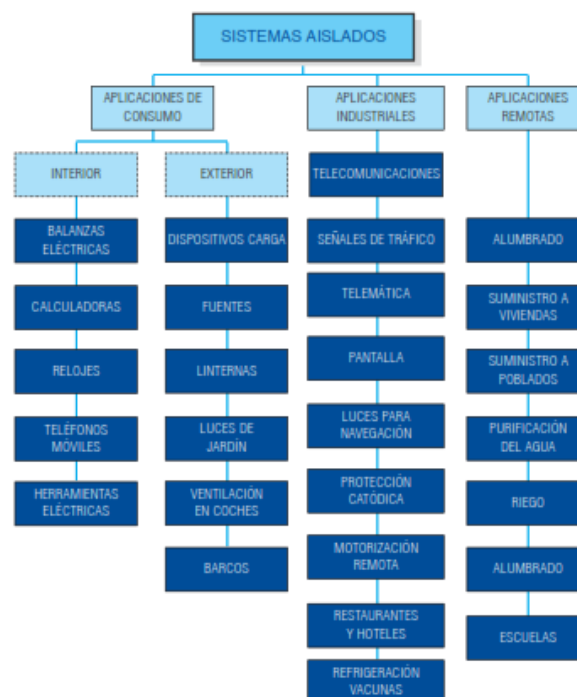 SISTEMAS AISLADOS
APLICACIONES DE
CONSUMO
INTERIOR
BALANZAS
ELÉCTRICAS
CALCULADORAS
RELOJES
TELÉFONOS
MÓVILES
HERRAMIENTAS
ELÉCTRICAS
EXTERIOR
DISPOSITIVOS CARGA
FUENTES
LINTERNAS
LUCES DE
JARDÍN
VENTILACIÓN
EN COCHES
BARCOS
APLICACIONES
INDUSTRIALES
TELECOMUNICACIONES
SEÑALES DE TRÁFICO
TELEMÁTICA
PANTALLA
LUCES PARA
NAVEGACIÓN
PROTECCIÓN
CATÓDICA
MOTORIZACIÓN
REMOTA
RESTAURANTES
Y HOTELES
REFRIGERACIÓN
VACUNAS
APLICACIONES
REMOTAS
ALUMBRADO
SUMINISTRO A
VIVIENDAS
SUMINISTRO A
POBLADOS
PURIFICACIÓN
DEL AGUA
RIEGO
ALUMBRADO
ESCUELAS